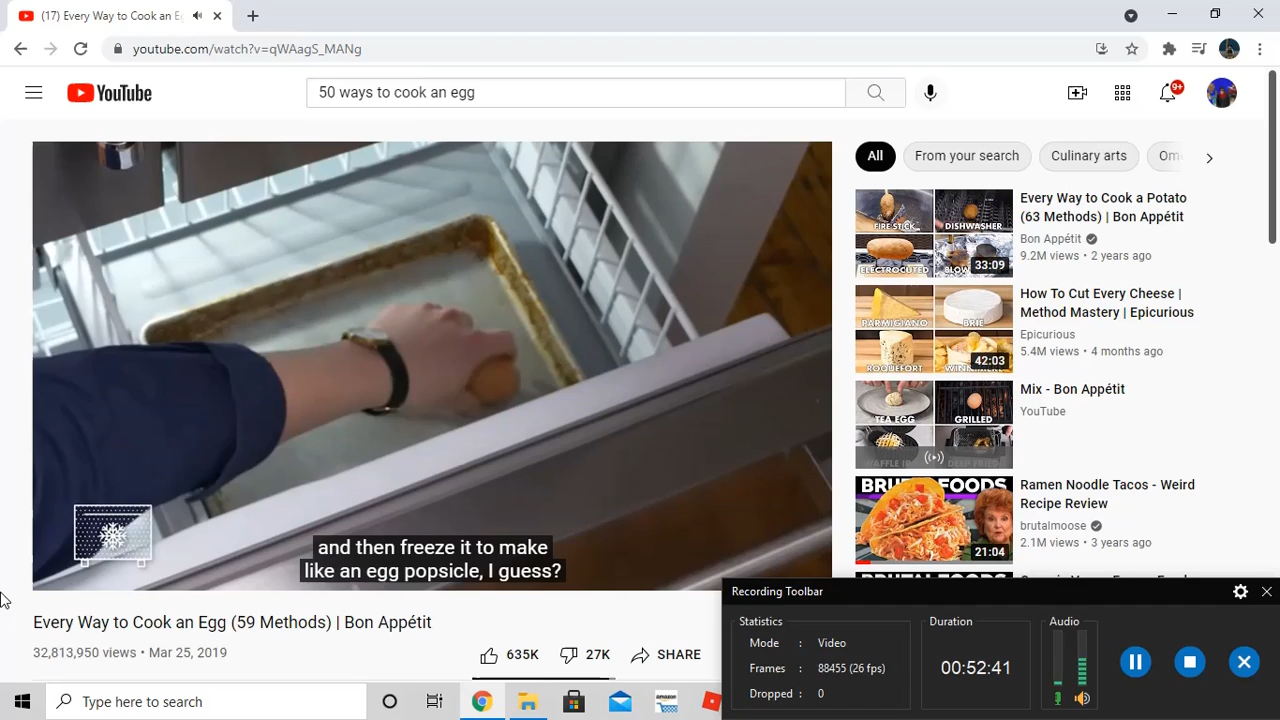 (17) Every Way to Cook an Eg
youtube.com/watch?v=qWAagS_MANg
YouTube
50 ways to cook an egg
9+
and then freeze it to make
like an egg popsicle, I guess?
Every Way to Cook an Egg (59 Methods) | Bon Appétit
32,813,950 views • Mar 25, 2019
635K
27K
SHARE
All
From your search
Culinary arts
Om
FIRE STICK
DISHWASHER
ELECTROCUTED
33:09
Every Way to Cook a Potato
(63 Methods) | Bon Appétit
Bon Appétit
9.2M views • 2 years ago
PARMIGIANO
BRIE
ROQUEFORT
42:03
How To Cut Every Cheese |
Method Mastery | Epicurious
Epicurious
5.4M views • 4 months ago
TEA EGG
GRILLED
Mix - Bon Appétit
YouTube
21:04
Ramen Noodle Tacos - Weird
Recipe Review
brutalmoose
2.1M views • 3 years ago
Recording Toolbar
Statistics
Mode : Video
Frames : 88455 (26 fps)
Dropped : 0
Duration
00:52:41
Audio
Type here to search
amazon